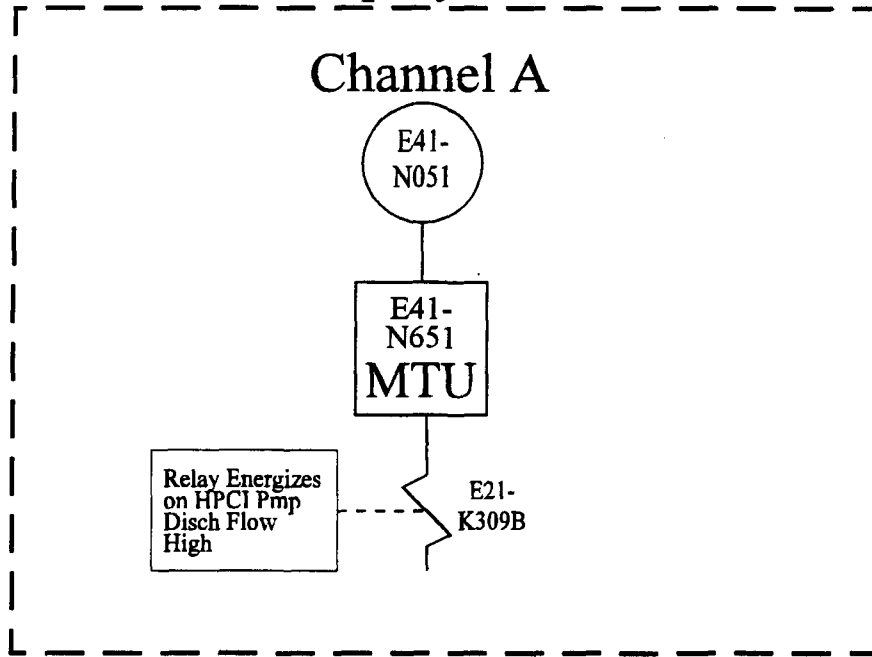 Channel A
E41-
N051
E41-
N651
MTU
Relay Energizes
on HPCI Pmp
Disch Flow
High
E21-
K309B